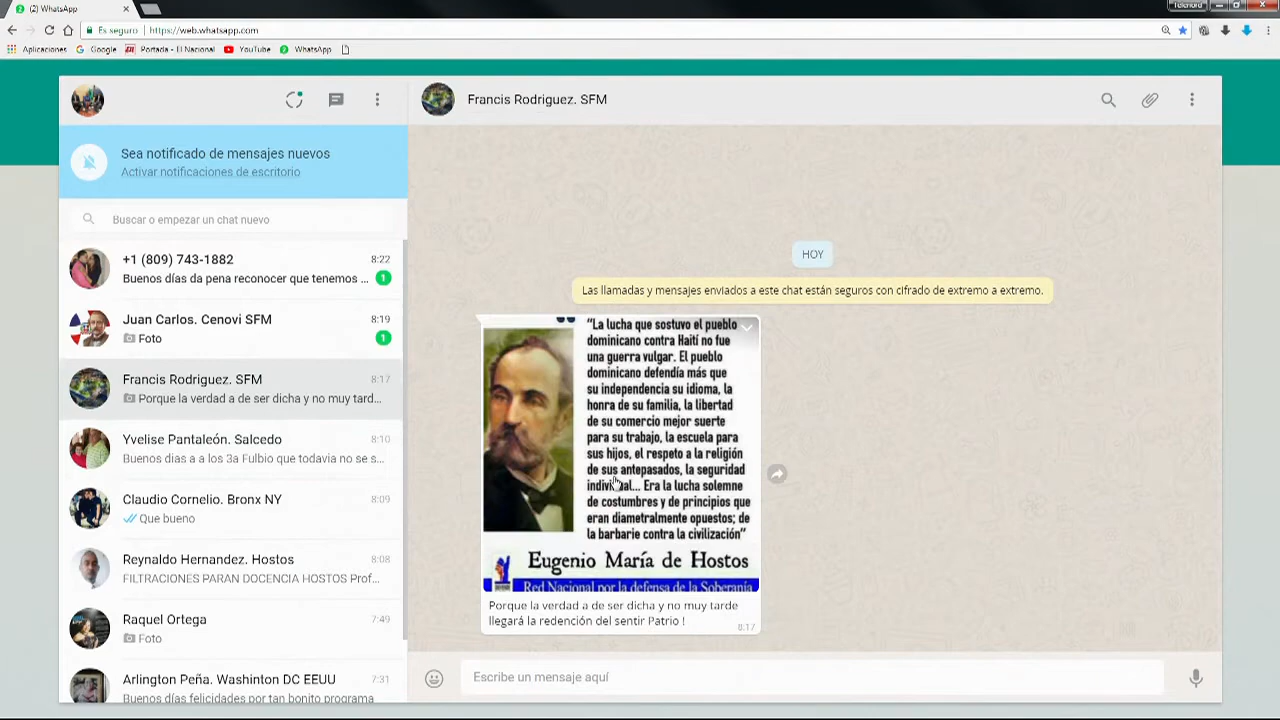 (2) WhatsApp
Telenord
Es seguro | https://web.whatsapp.com
Aplicaciones Google Portada - El Nacional YouTube WhatsApp
Sea notificado de mensajes nuevos
Activar notificaciones de escritorio
Buscar o empezar un chat nuevo
+1 (809) 743-1882 8:22
Buenos días da pena reconocer que tenemos ... 1
Juan Carlos. Cenovi SFM 8:19
Foto 1
Francis Rodriguez. SFM 8:17
Porque la verdad a de ser dicha y no muy tard...
Yvelise Pantaleón. Salcedo 8:10
Buenos dias a a los 3a Fulbio que todavia no se s...
Claudio Cornelio. Bronx NY 8:09
Que bueno
Reynaldo Hernandez. Hostos 8:08
FILTRACIONES PARAN DOCENCIA HOSTOS Prof...
Raquel Ortega 7:49
Foto
Arlington Peña. Washinton DC EEUU 7:31
Buenos días felicidades por tan bonito programa
Francis Rodriguez. SFM
HOY
Las llamadas y mensajes enviados a este chat están seguros con cifrado de extremo a extremo.
“La lucha que sostuvo el pueblo
dominicano contra Haití no fue
una guerra vulgar. El pueblo
dominicano defendía más que
su independencia su idioma, la
honra de su familia, la libertad
de su comercio mejor suerte
para su trabajo, la escuela para
sus hijos, el respeto a la religión
de sus antepasados, la seguridad
individual... Era la lucha solemne
de costumbres y de principios que
eran diametralmente opuestos; de
la barbarie contra la civilización”
Eugenio María de Hostos
Red Nacional por la defensa de la Soberanía
Porque la verdad a de ser dicha y no muy tarde
llegará la redención del sentir Patrio !
8:17
Escribe un mensaje aquí